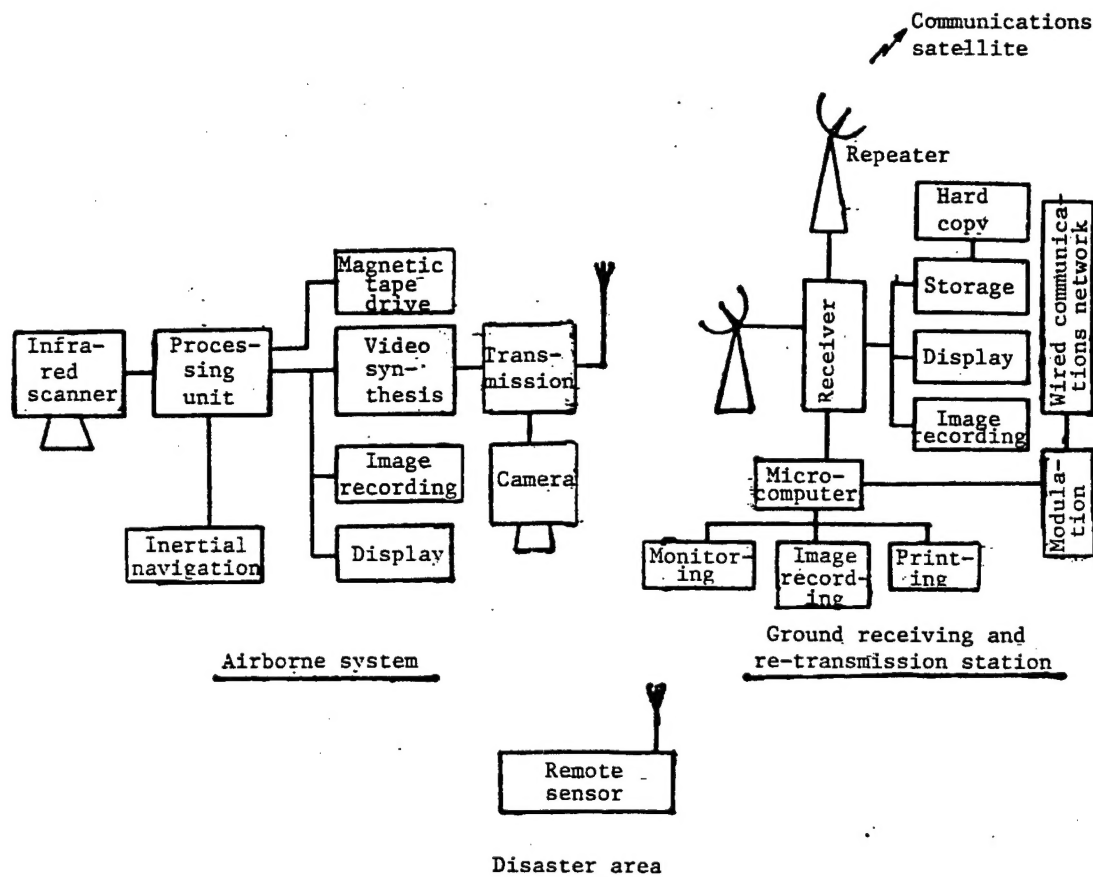 Communications
satellite
Repeater
Hard
copy
Storage
Display
Image
recording
Wired communica-
tions network
Modula-
tion
Receiver
Micro-
computer
Monitor-
ing
Image
record-
ing
Print-
ing
Ground receiving and
re-transmission station
Magnetic
tape
drive
Infra-
red
scanner
Proces-
sing
unit
Video
syn-
thesis
Trans-
mission
Image
recording
Camera
Inertial
navigation
Display
Airborne system
Remote
sensor
Disaster area